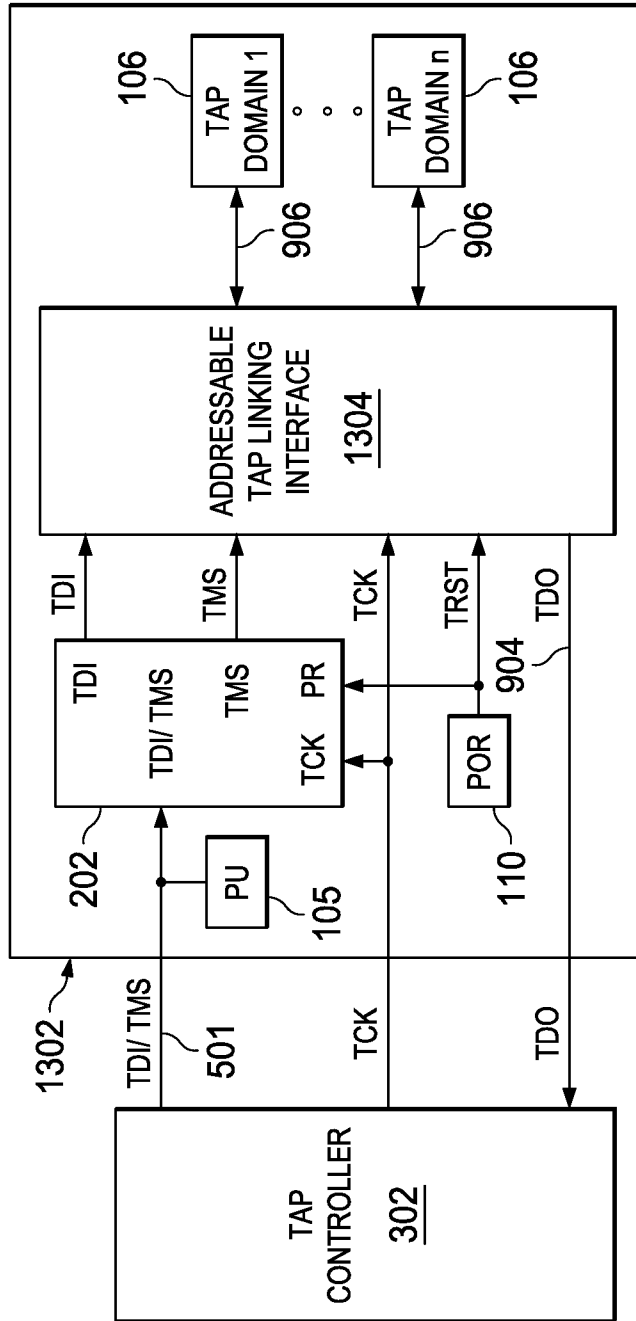 TAP
CONTROLLER
302
TDI/ TMS
501
TCK
TDO
1302
202
PU
105
TDI
TDI/ TMS
TMS
TCK
PR
POR
110
TDI
TMS
TCK
TRST
TDO
904
ADDRESSABLE
TAP LINKING
INTERFACE
1304
906
906
106
TAP
DOMAIN 1
TAP
DOMAIN n
106